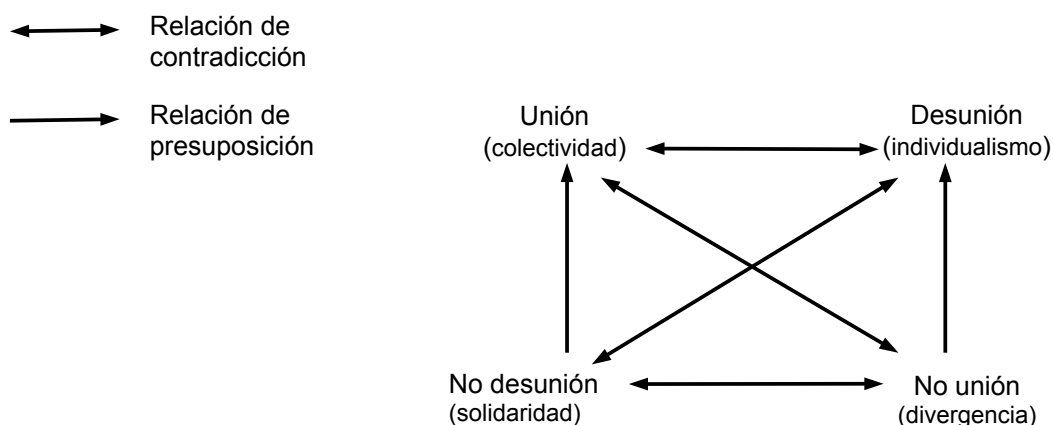 Relación de
contradicción
Relación de
presuposición
Unión
(colectividad)
Desunión
(individualismo)
No desunión
(solidaridad)
No unión
(divergencia)